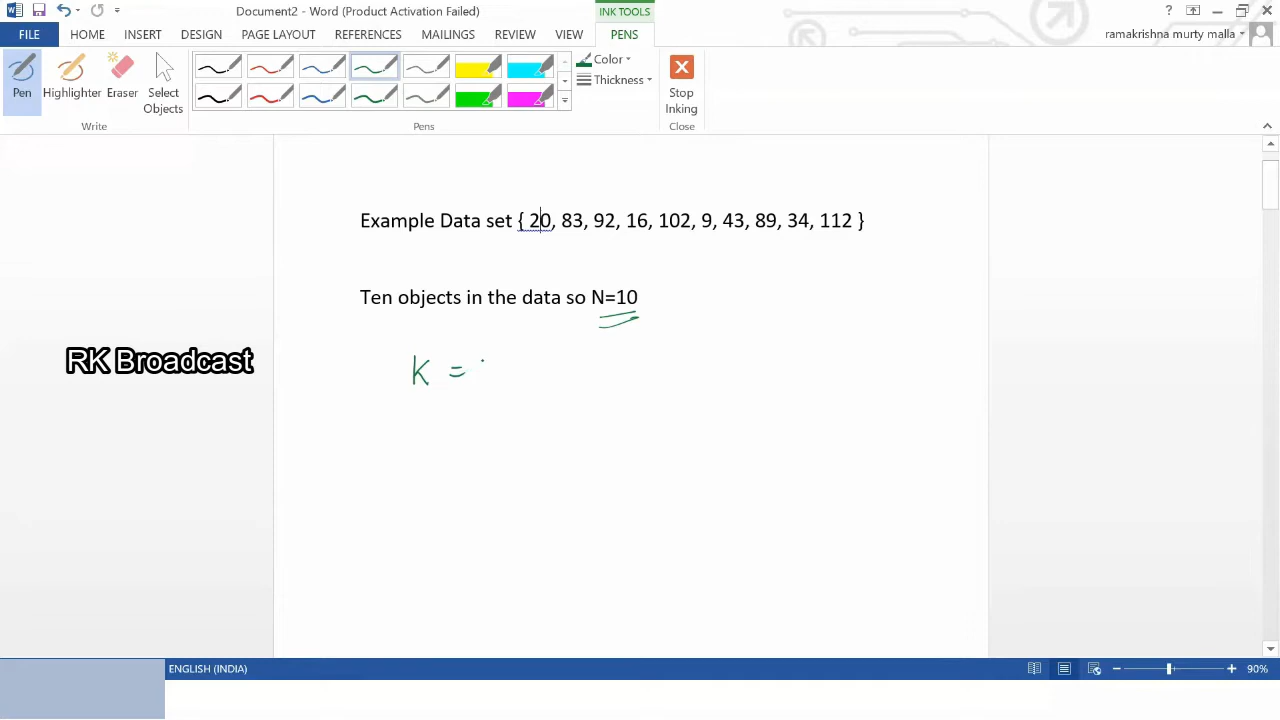 Document2 - Word (Product Activation Failed)
INK TOOLS
FILE HOME INSERT DESIGN PAGE LAYOUT REFERENCES MAILINGS REVIEW VIEW PENS
ramakrishna murty malla
Pen Highlighter Eraser Select Objects
Color
Thickness
Stop Inking
Write Pens Close
Example Data set { 20, 83, 92, 16, 102, 9, 43, 89, 34, 112 }
Ten objects in the data so N=10
RK Broadcast
K =
ENGLISH (INDIA) 90%